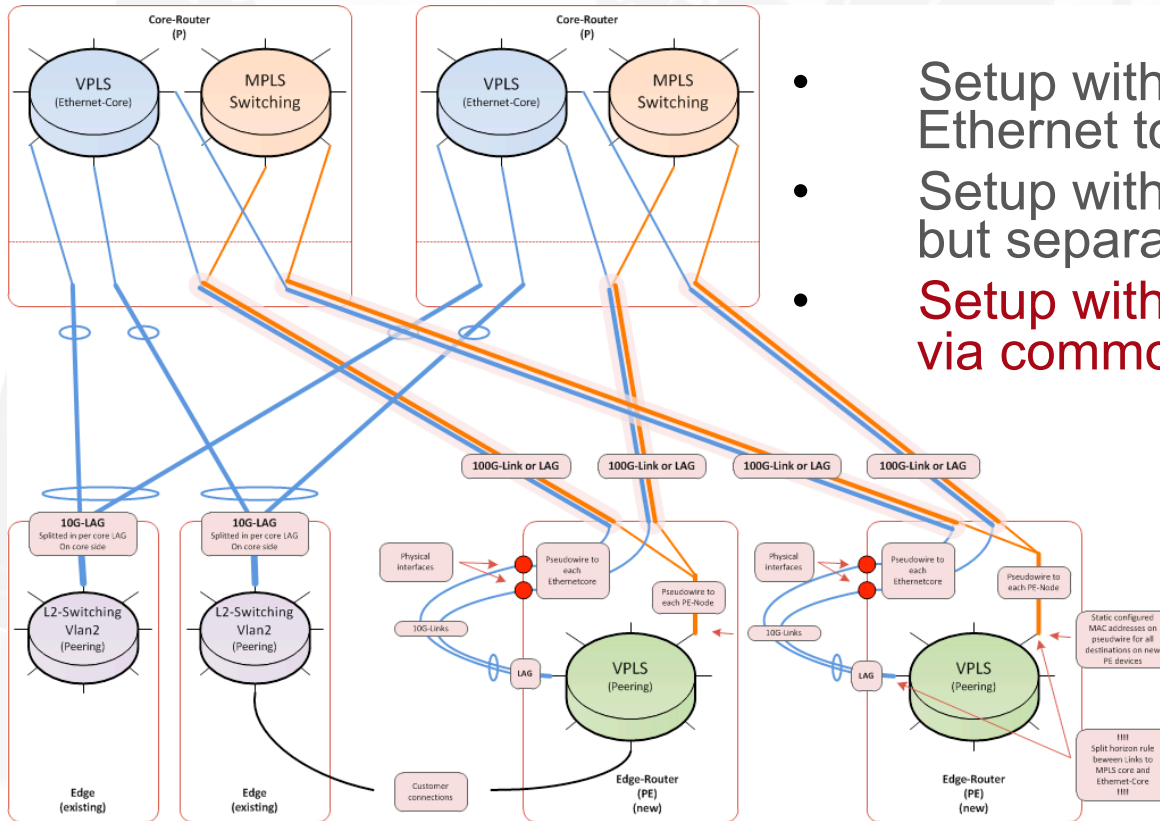 Core-Router
(P)
VPLS
(Ethernet-Core)
MPLS
Switching
Core-Router
(P)
VPLS
(Ethernet-Core)
MPLS
Switching
• Setup with
Ethernet to
• Setup with
but separa
• Setup with
via commo
100G-Link or LAG
100G-Link or LAG
100G-Link or LAG
100G-Link or LAG
10G-LAG
Splitted in per core LAG
On core side
10G-LAG
Splitted in per core LAG
On core side
L2-Switching
Vlan2
(Peering)
L2-Switching
Vlan2
(Peering)
Edge
(existing)
Edge
(existing)
Customer
connections
Physical
interfaces
Pseudowire to
each
Ethernetcore
Pseudowire to
each PE-Node
10G-Links
LAG
VPLS
(Peering)
Edge-Router
(PE)
(new)
Physical
interfaces
Pseudowire to
each
Ethernetcore
Pseudowire to
each PE-Node
10G-Links
LAG
VPLS
(Peering)
Edge-Router
(PE)
(new)
Static configured
MAC addresses on
pseudwire for all
destinations on new
PE devices
!!!!
Split horizon rule
beween Links to
MPLS core and
Ethernet-Core
!!!!